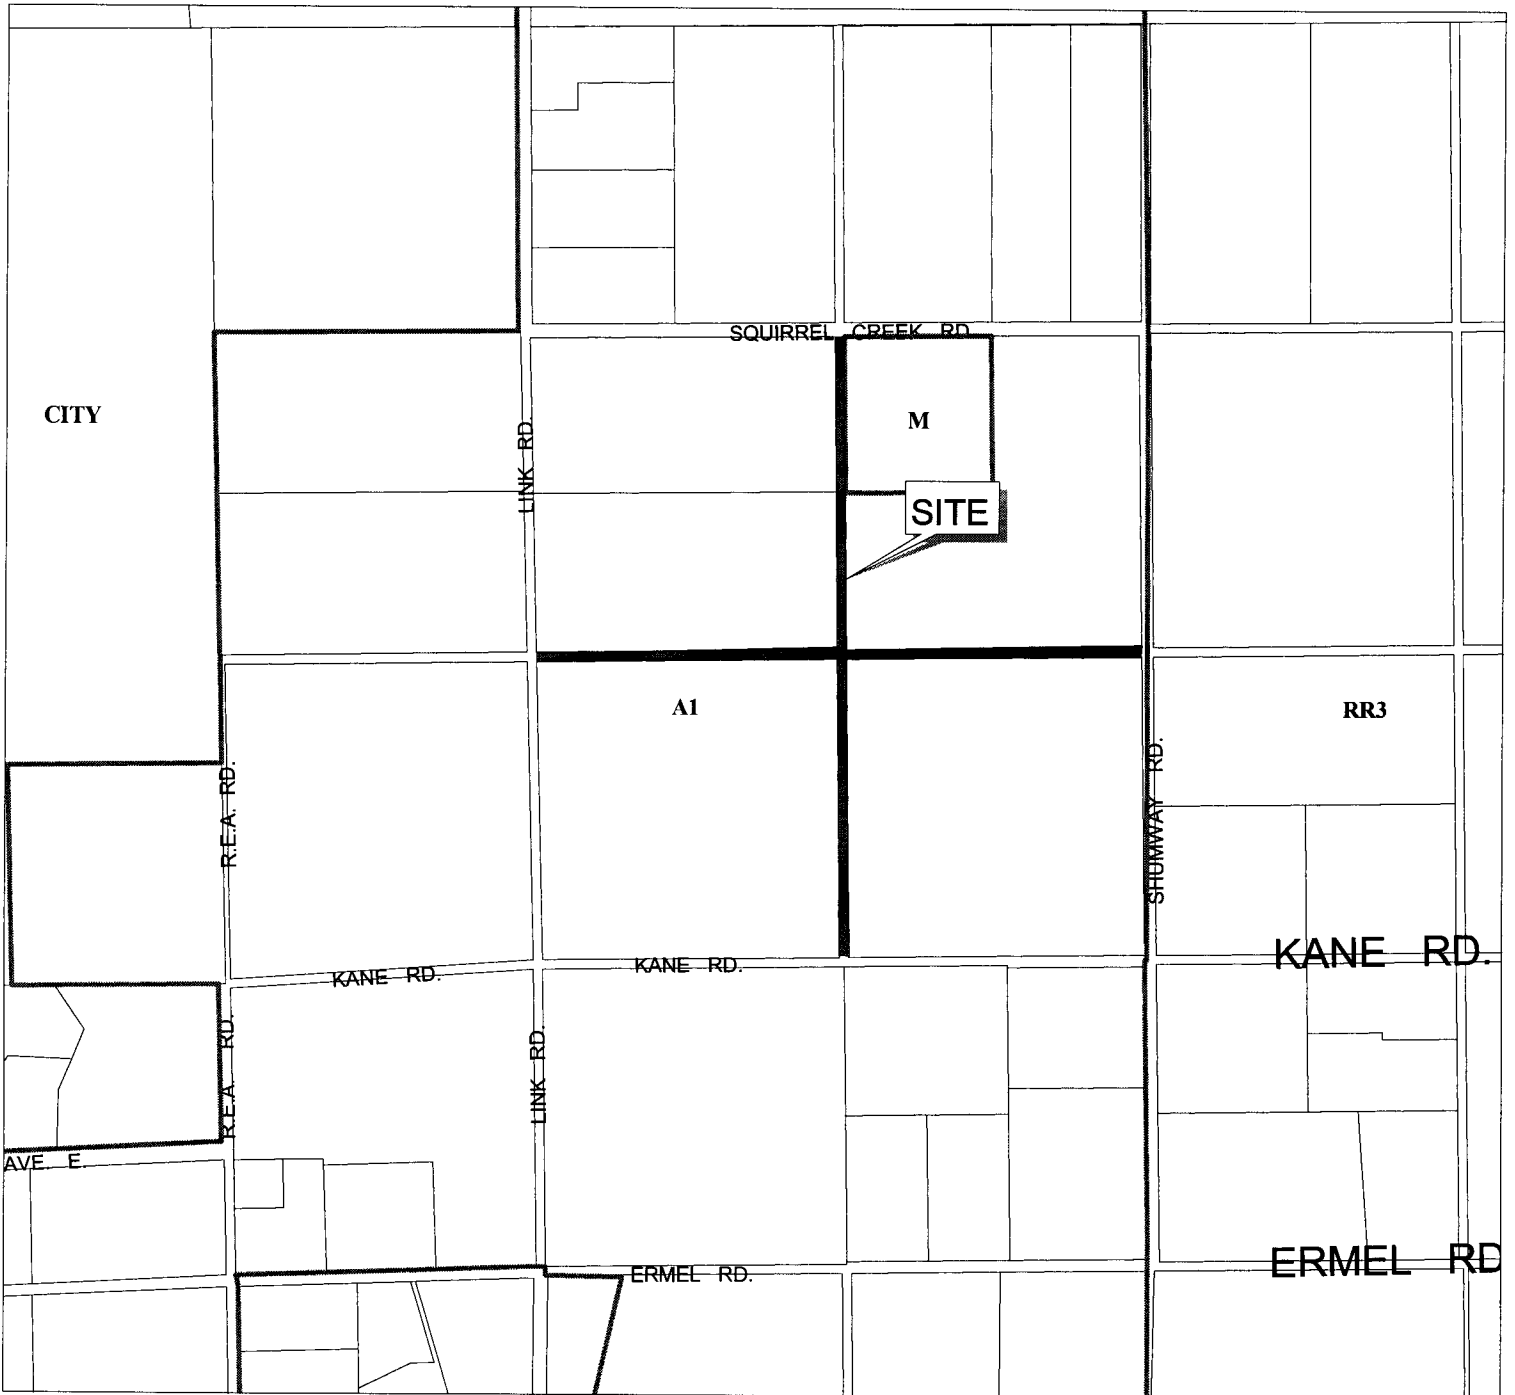 SQUIRREL CREEK RD.
CITY
M
LINK RD.
SITE
A1
RR3
R.E.A. RD.
SHUMWAY RD.
KANE RD.
KANE RD.
KANE RD.
R.E.A. RD.
LINK RD.
AVE. E.
ERMEL RD.
ERMEL RD